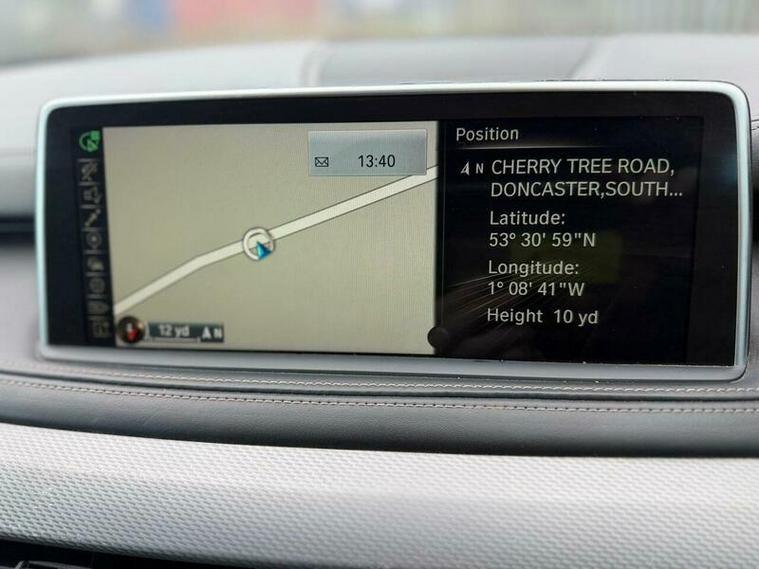 13:40
12 yd N
Position
N CHERRY TREE ROAD,
DONCASTER,SOUTH...
Latitude:
53° 30' 59"N
Longitude:
1° 08' 41"W
Height 10 yd